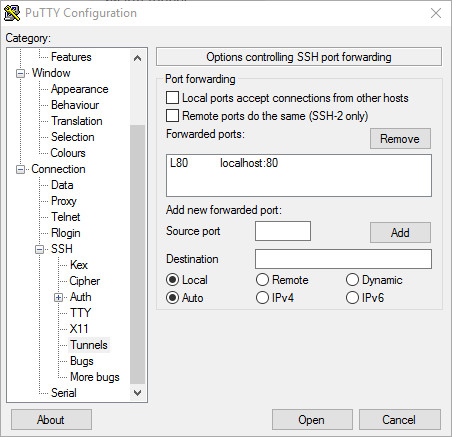 PuTTY Configuration
Category:
Features
Window
Appearance
Behaviour
Translation
Selection
Colours
Connection
Data
Proxy
Telnet
Rlogin
SSH
Kex
Cipher
Auth
TTY
X11
Tunnels
Bugs
More bugs
Serial
Options controlling SSH port forwarding
Port forwarding
Local ports accept connections from other hosts
Remote ports do the same (SSH-2 only)
Forwarded ports:
Remove
L80 localhost:80
Add new forwarded port:
Source port
Add
Destination
Local Remote Dynamic
Auto IPv4 IPv6
About Open Cancel